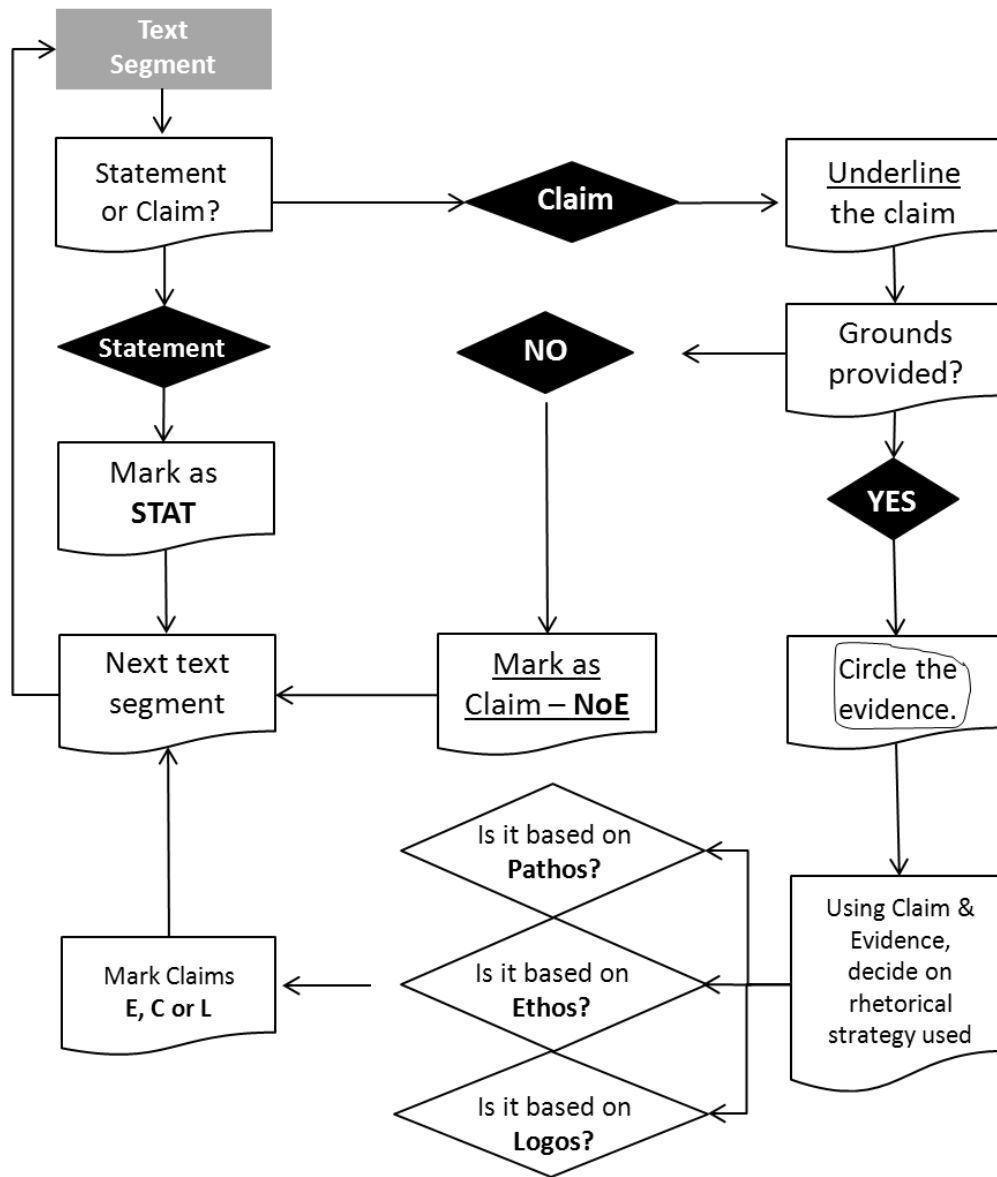 Text
Segment
Statement
or Claim?
Claim
Underline
the claim
Statement
NO
Grounds
provided?
Mark as
STAT
YES
Next text
segment
Mark as
Claim – NoE
Circle the
evidence.
Is it based on
Pathos?
Using Claim &
Evidence,
decide on
rhetorical
strategy used
Is it based on
Ethos?
Mark Claims
E, C or L
Is it based on
Logos?